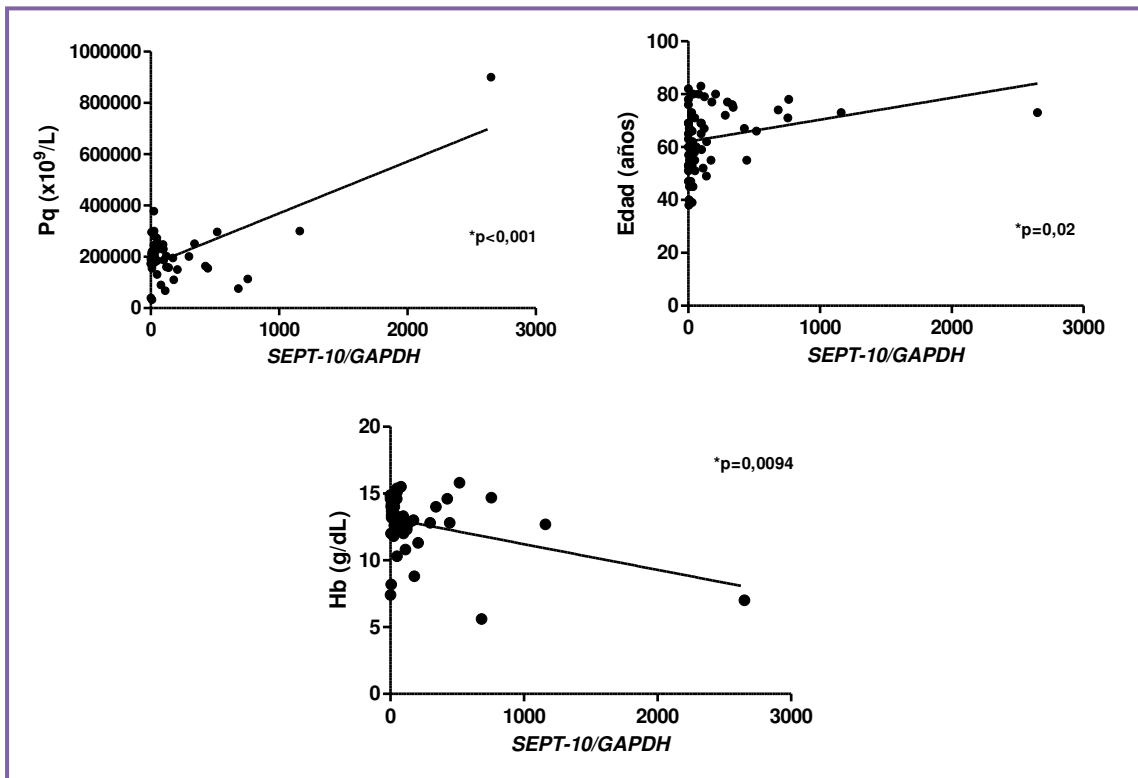 1000000
800000
600000
400000
200000
0
Pq (x10⁹/L)
*p<0,001
0 1000 2000 3000
SEPT-10/GAPDH
100
80
60
40
20
0
Edad (años)
*p=0,02
0 1000 2000 3000
SEPT-10/GAPDH
20
15
10
5
0
Hb (g/dL)
*p=0,0094
0 1000 2000 3000
SEPT-10/GAPDH